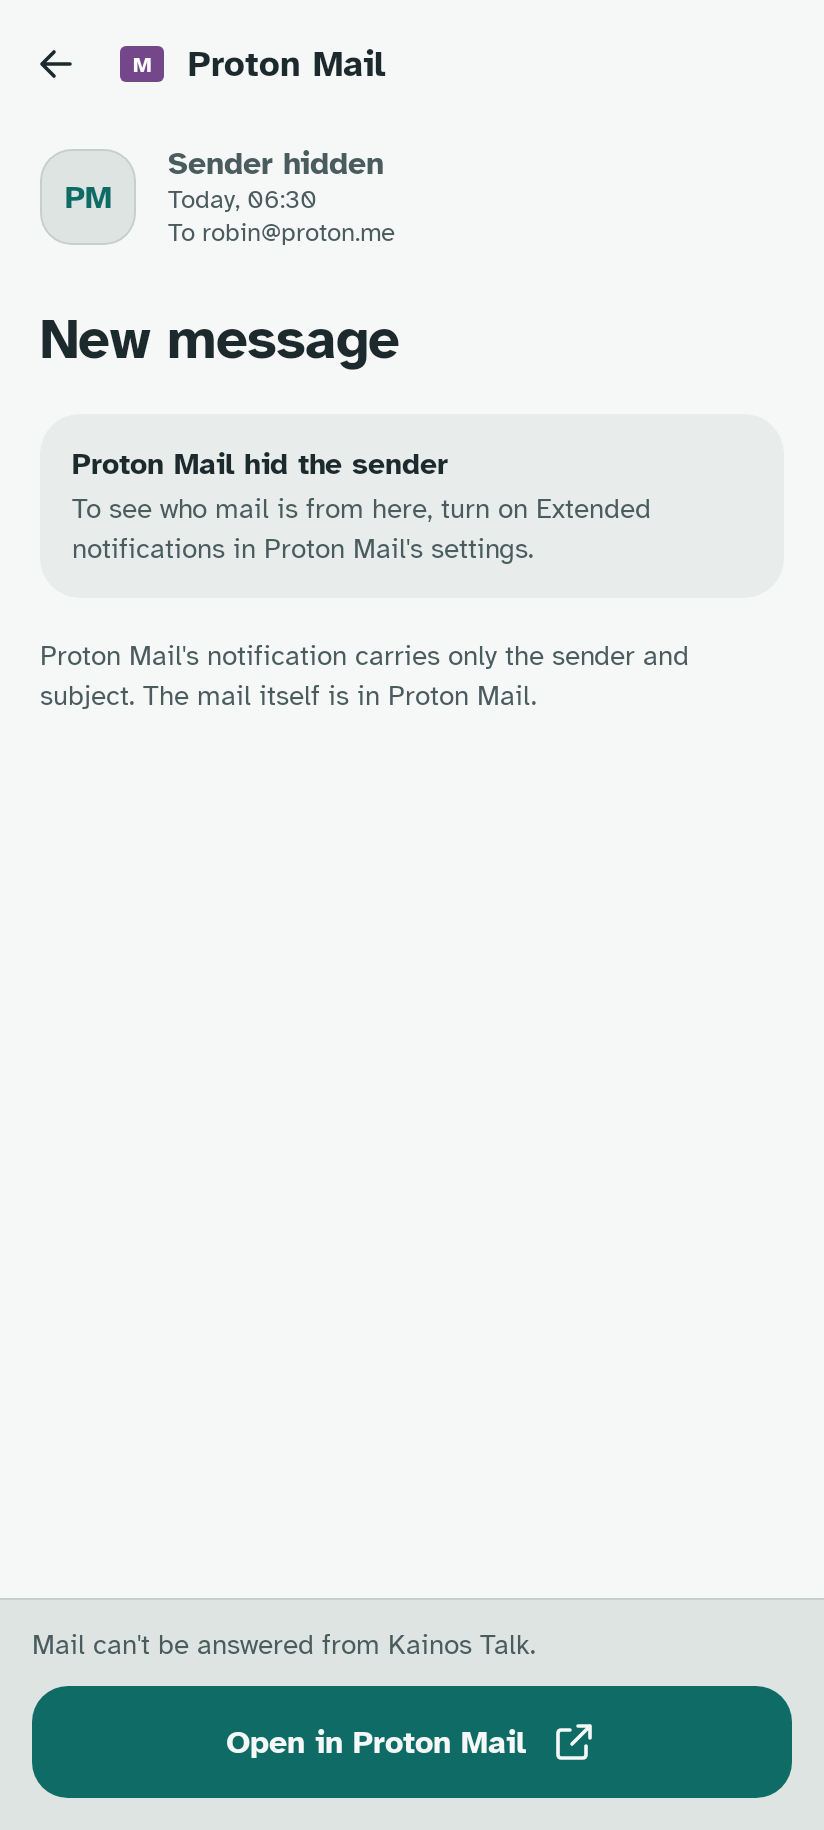 M Proton Mail
PM
Sender hidden
Today, 06:30
To robin@proton.me
New message
Proton Mail hid the sender
To see who mail is from here, turn on Extended
notifications in Proton Mail's settings.
Proton Mail's notification carries only the sender and
subject. The mail itself is in Proton Mail.
Mail can't be answered from Kainos Talk.
Open in Proton Mail